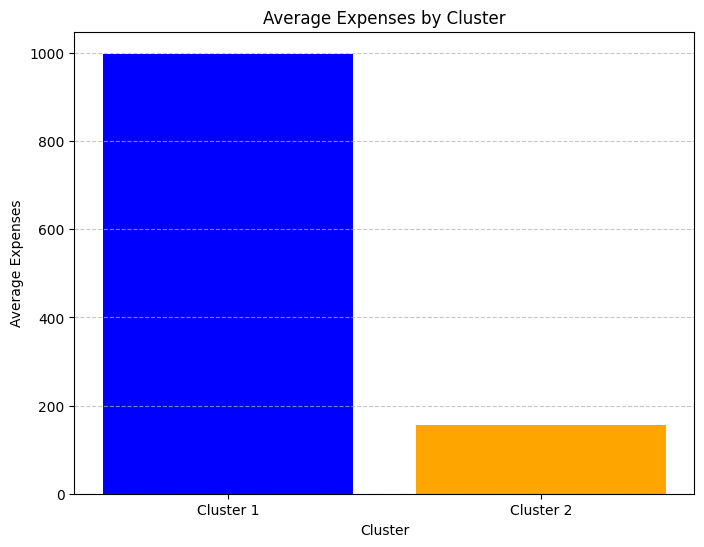 Average Expenses by Cluster
1000
800
600
400
200
0
Average Expenses
Cluster 1
Cluster 2
Cluster